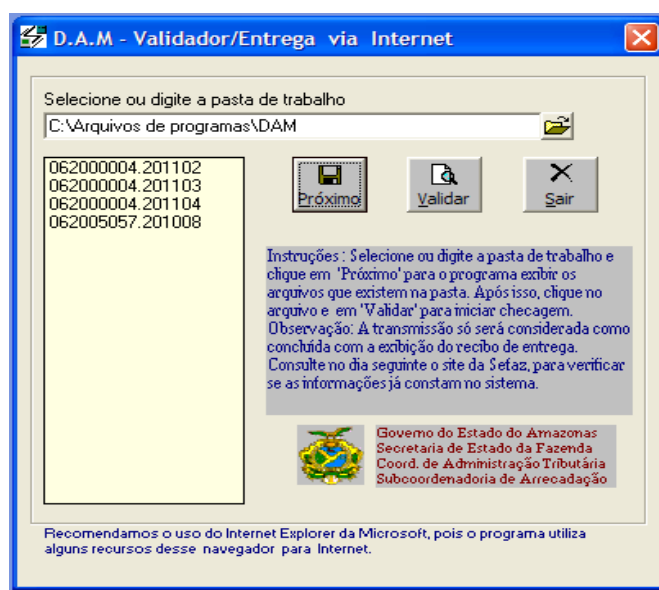 D.A.M - Validador/Entrega via Internet
Selecione ou digite a pasta de trabalho
C:\Arquivos de programas\DAM
062000004.201102
062000004.201103
062000004.201104
062005057.201008
Próximo
Validar
Sair
Instruções : Selecione ou digite a pasta de trabalho e
clique em 'Próximo' para o programa exibir os
arquivos que existem na pasta. Após isso, clique no
arquivo e em 'Validar' para iniciar checagem.
Observação: A transmissão só será considerada como
concluída com a exibição do recibo de entrega.
Consulte no dia seguinte o site da Sefaz, para verificar
se as informações já constam no sistema.
Governo do Estado do Amazonas
Secretaria de Estado da Fazenda
Coord. de Administração Tributária
Subcoordenadoria de Arrecadação
Recomendamos o uso do Internet Explorer da Microsoft, pois o programa utiliza
alguns recursos desse navegador para Internet.